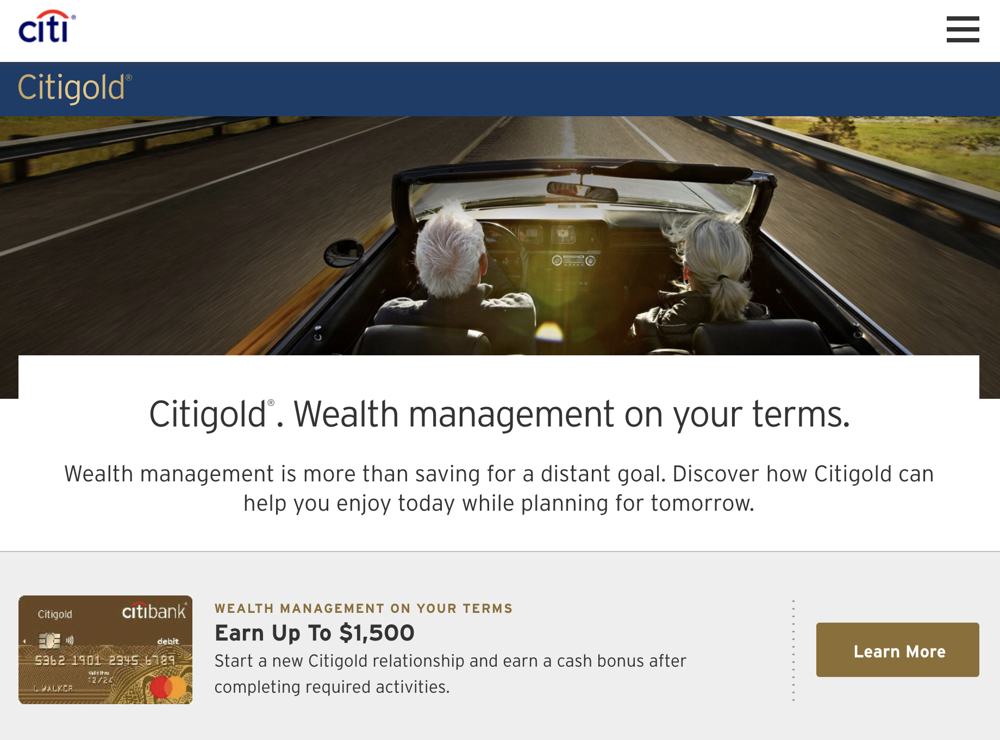 citi®
Citigold®
Citigold®. Wealth management on your terms.
Wealth management is more than saving for a distant goal. Discover how Citigold can
help you enjoy today while planning for tomorrow.
Citigold
citibank®
debit
5362 1901 2345 6789
Valid thru
12/24
L WALKER
WEALTH MANAGEMENT ON YOUR TERMS
Earn Up To $1,500
Start a new Citigold relationship and earn a cash bonus after
completing required activities.
Learn More